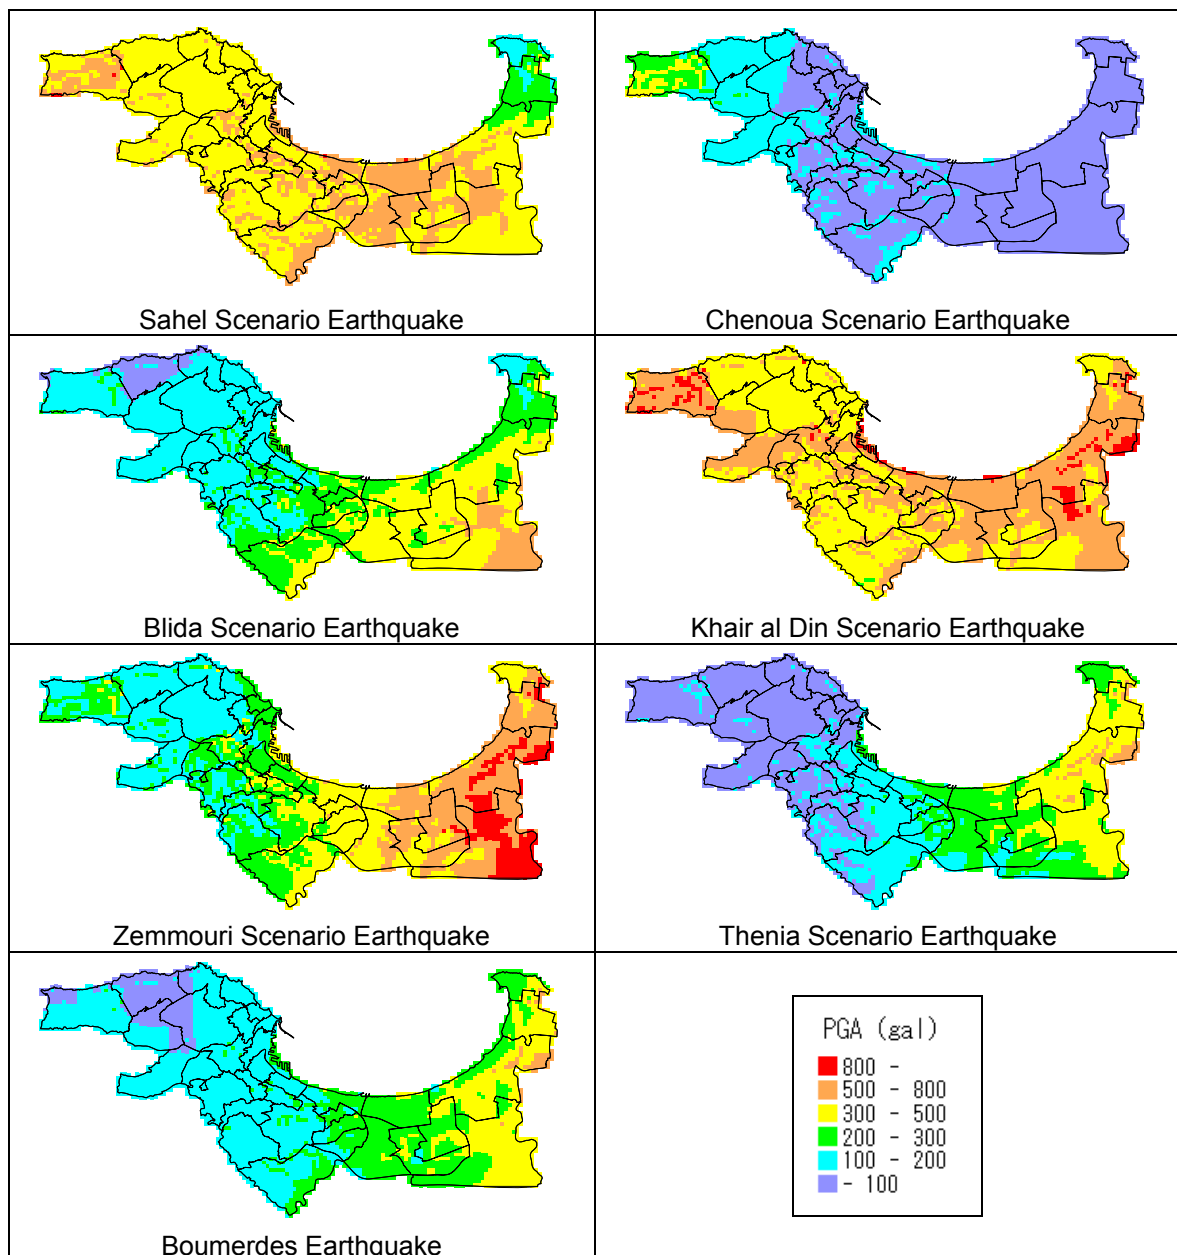 Sahel Scenario Earthquake
Chenoua Scenario Earthquake
Blida Scenario Earthquake
Khair al Din Scenario Earthquake
Zemmouri Scenario Earthquake
Thenia Scenario Earthquake
Boumerdes Earthquake
PGA (gal)
800 -
500 - 800
300 - 500
200 - 300
100 - 200
- 100